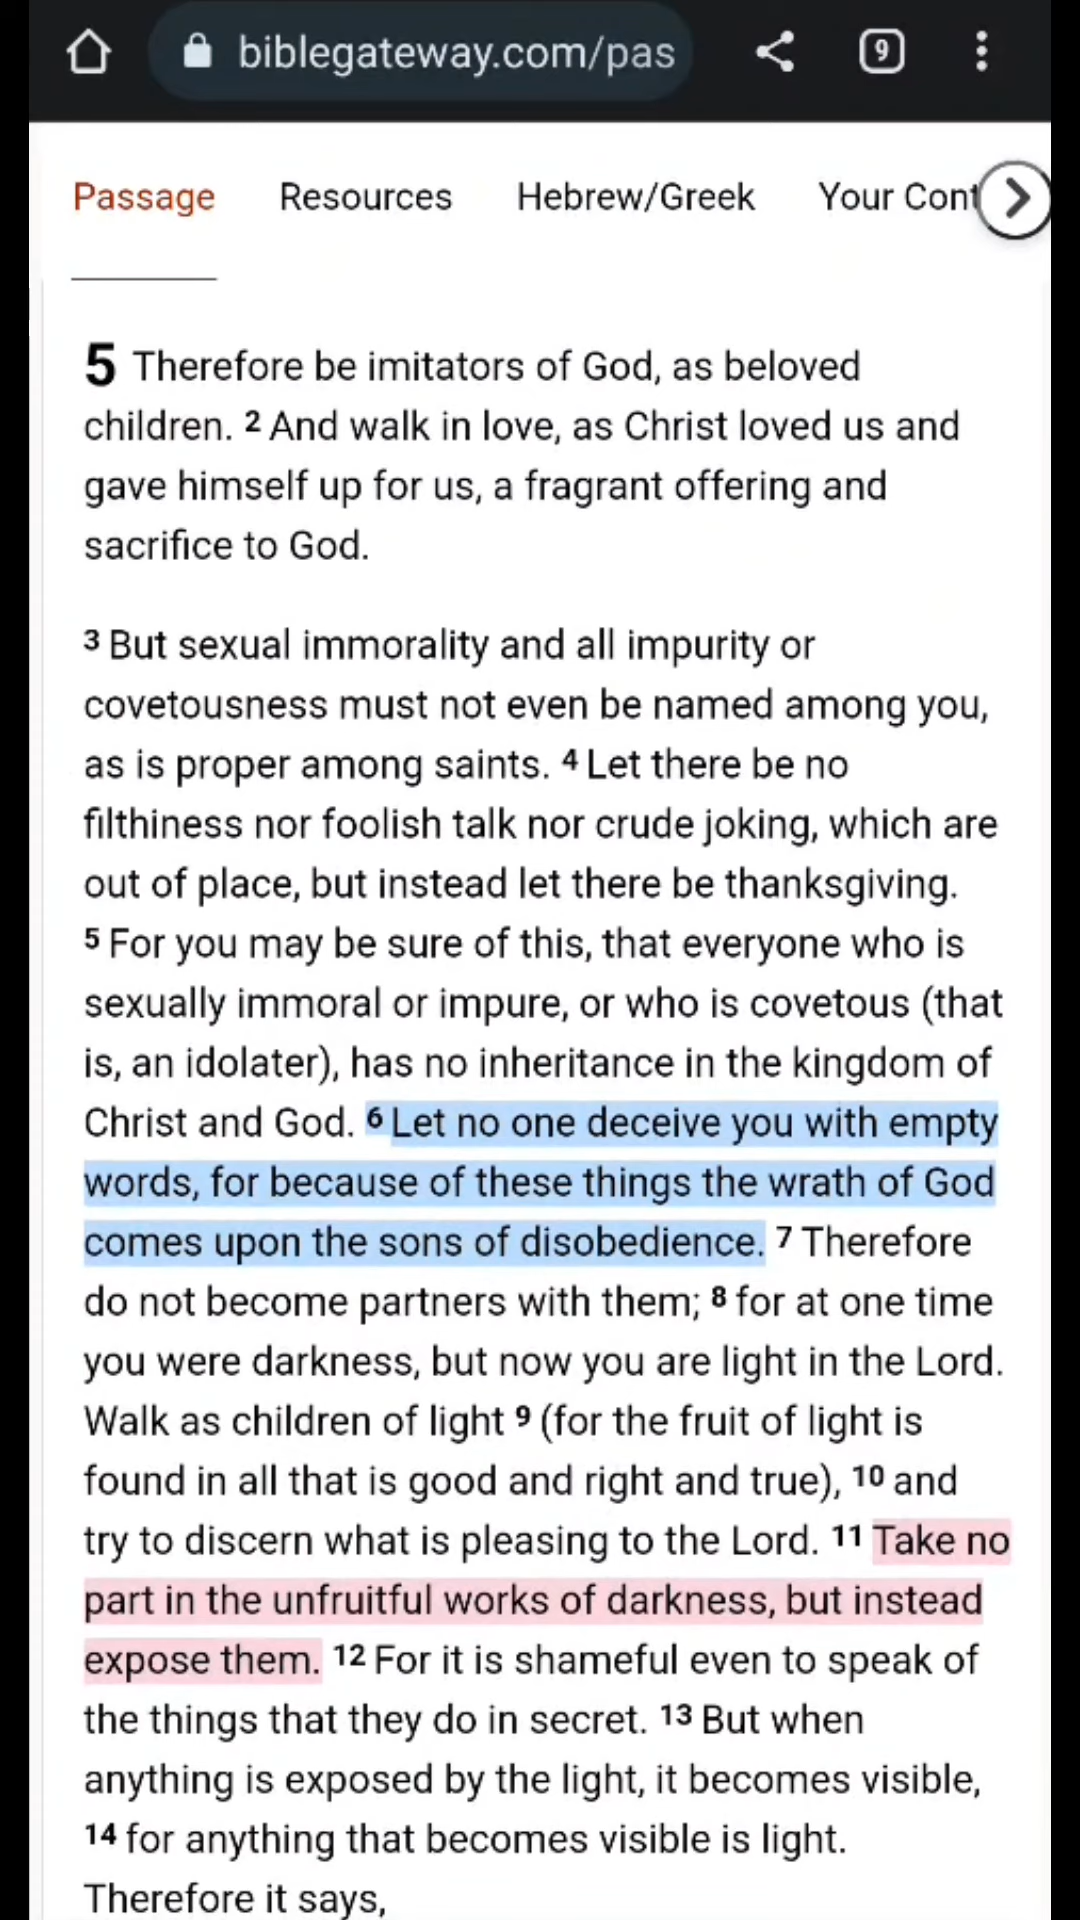 biblegateway.com/pas
9
Passage Resources Hebrew/Greek Your Cont
5 Therefore be imitators of God, as beloved
children. 2 And walk in love, as Christ loved us and
gave himself up for us, a fragrant offering and
sacrifice to God.
3 But sexual immorality and all impurity or
covetousness must not even be named among you,
as is proper among saints. 4 Let there be no
filthiness nor foolish talk nor crude joking, which are
out of place, but instead let there be thanksgiving.
5 For you may be sure of this, that everyone who is
sexually immoral or impure, or who is covetous (that
is, an idolater), has no inheritance in the kingdom of
Christ and God. 6 Let no one deceive you with empty
words, for because of these things the wrath of God
comes upon the sons of disobedience. 7 Therefore
do not become partners with them; 8 for at one time
you were darkness, but now you are light in the Lord.
Walk as children of light 9 (for the fruit of light is
found in all that is good and right and true), 10 and
try to discern what is pleasing to the Lord. 11 Take no
part in the unfruitful works of darkness, but instead
expose them. 12 For it is shameful even to speak of
the things that they do in secret. 13 But when
anything is exposed by the light, it becomes visible,
14 for anything that becomes visible is light.
Therefore it says,